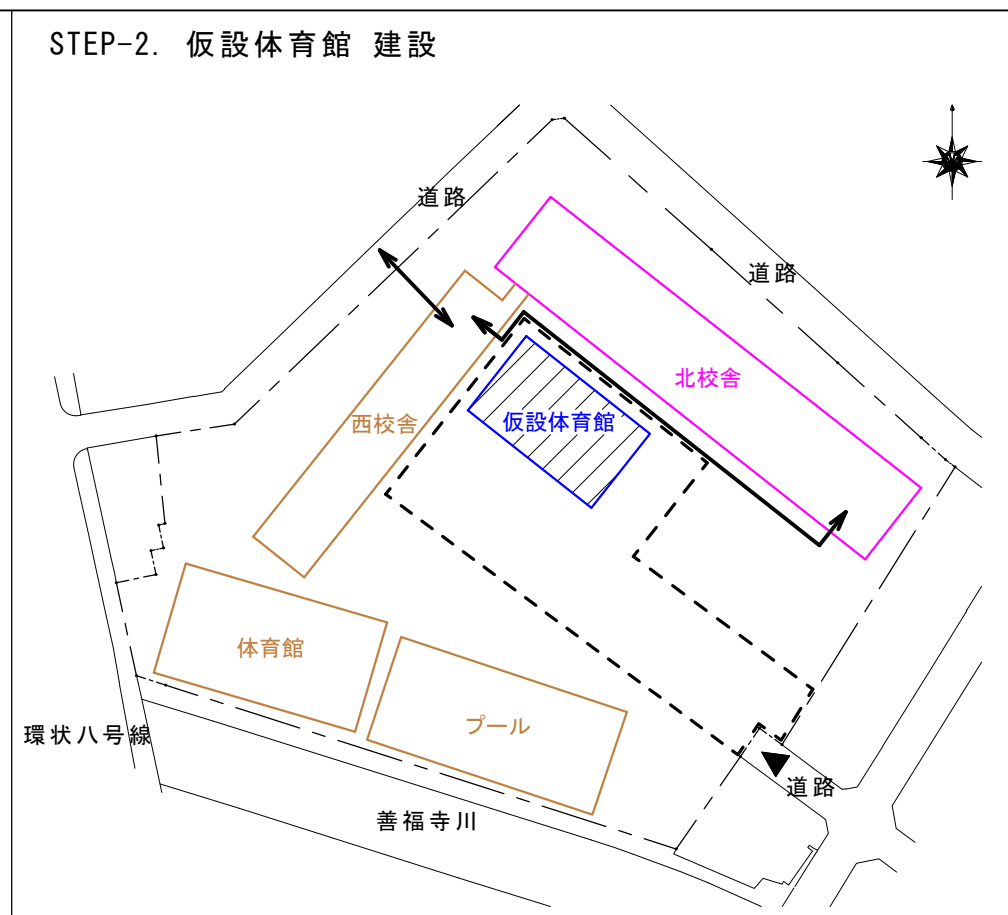 STEP-2. 仮設体育館 建設
道路
道路
北校舎
西校舎
仮設体育館
体育館
プール
環状八号線
道路
善福寺川